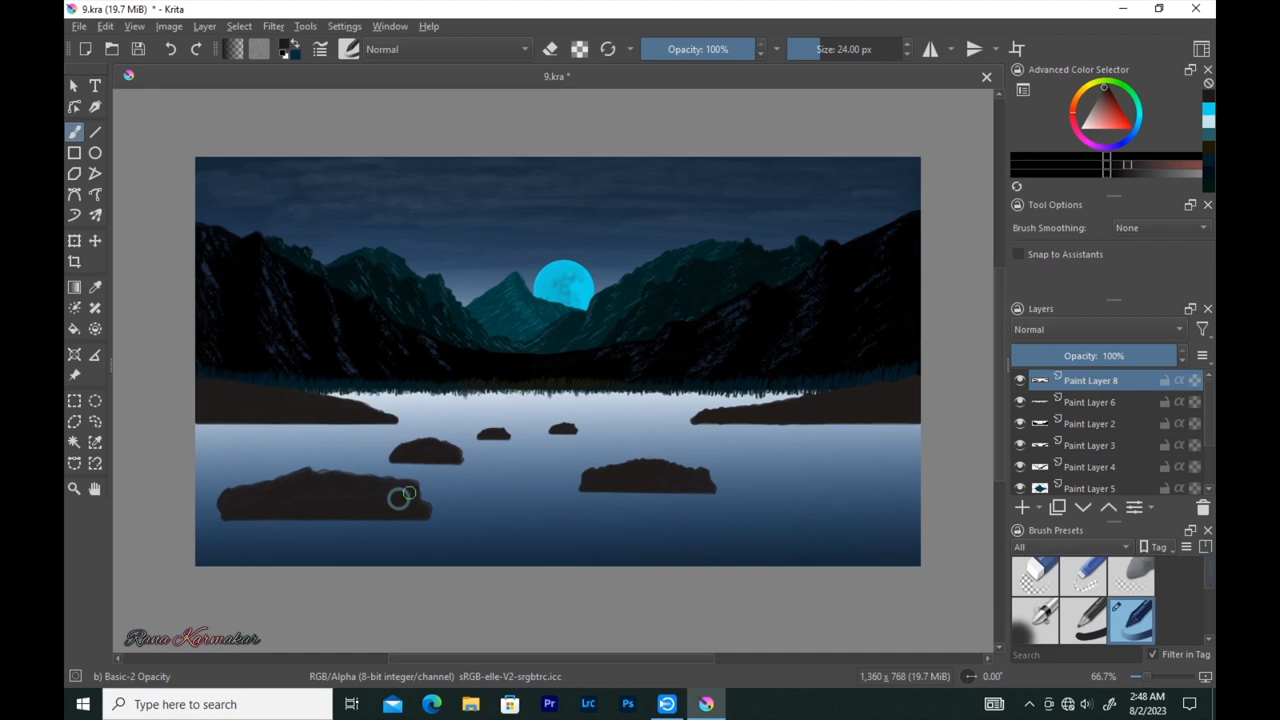 9.kra (19.7 MiB) * - Krita
File Edit View Image Layer Select Filter Tools Settings Window Help
Normal
Opacity: 100%
Size: 24.00 px
9.kra *
Advanced Color Selector
Tool Options
Brush Smoothing: None
Snap to Assistants
Layers
Normal
Opacity: 100%
Paint Layer 8
Paint Layer 6
Paint Layer 2
Paint Layer 3
Paint Layer 4
Paint Layer 5
Brush Presets
All
Tag
Search
Filter in Tag
Rana Karmakar
b) Basic-2 Opacity
RGB/Alpha (8-bit integer/channel) sRGB-elle-V2-srgbtrc.icc
1,360 x 768 (19.7 MiB)
0.00°
66.7%
Type here to search
Pr
Lrc
Ps
2:48 AM
8/2/2023